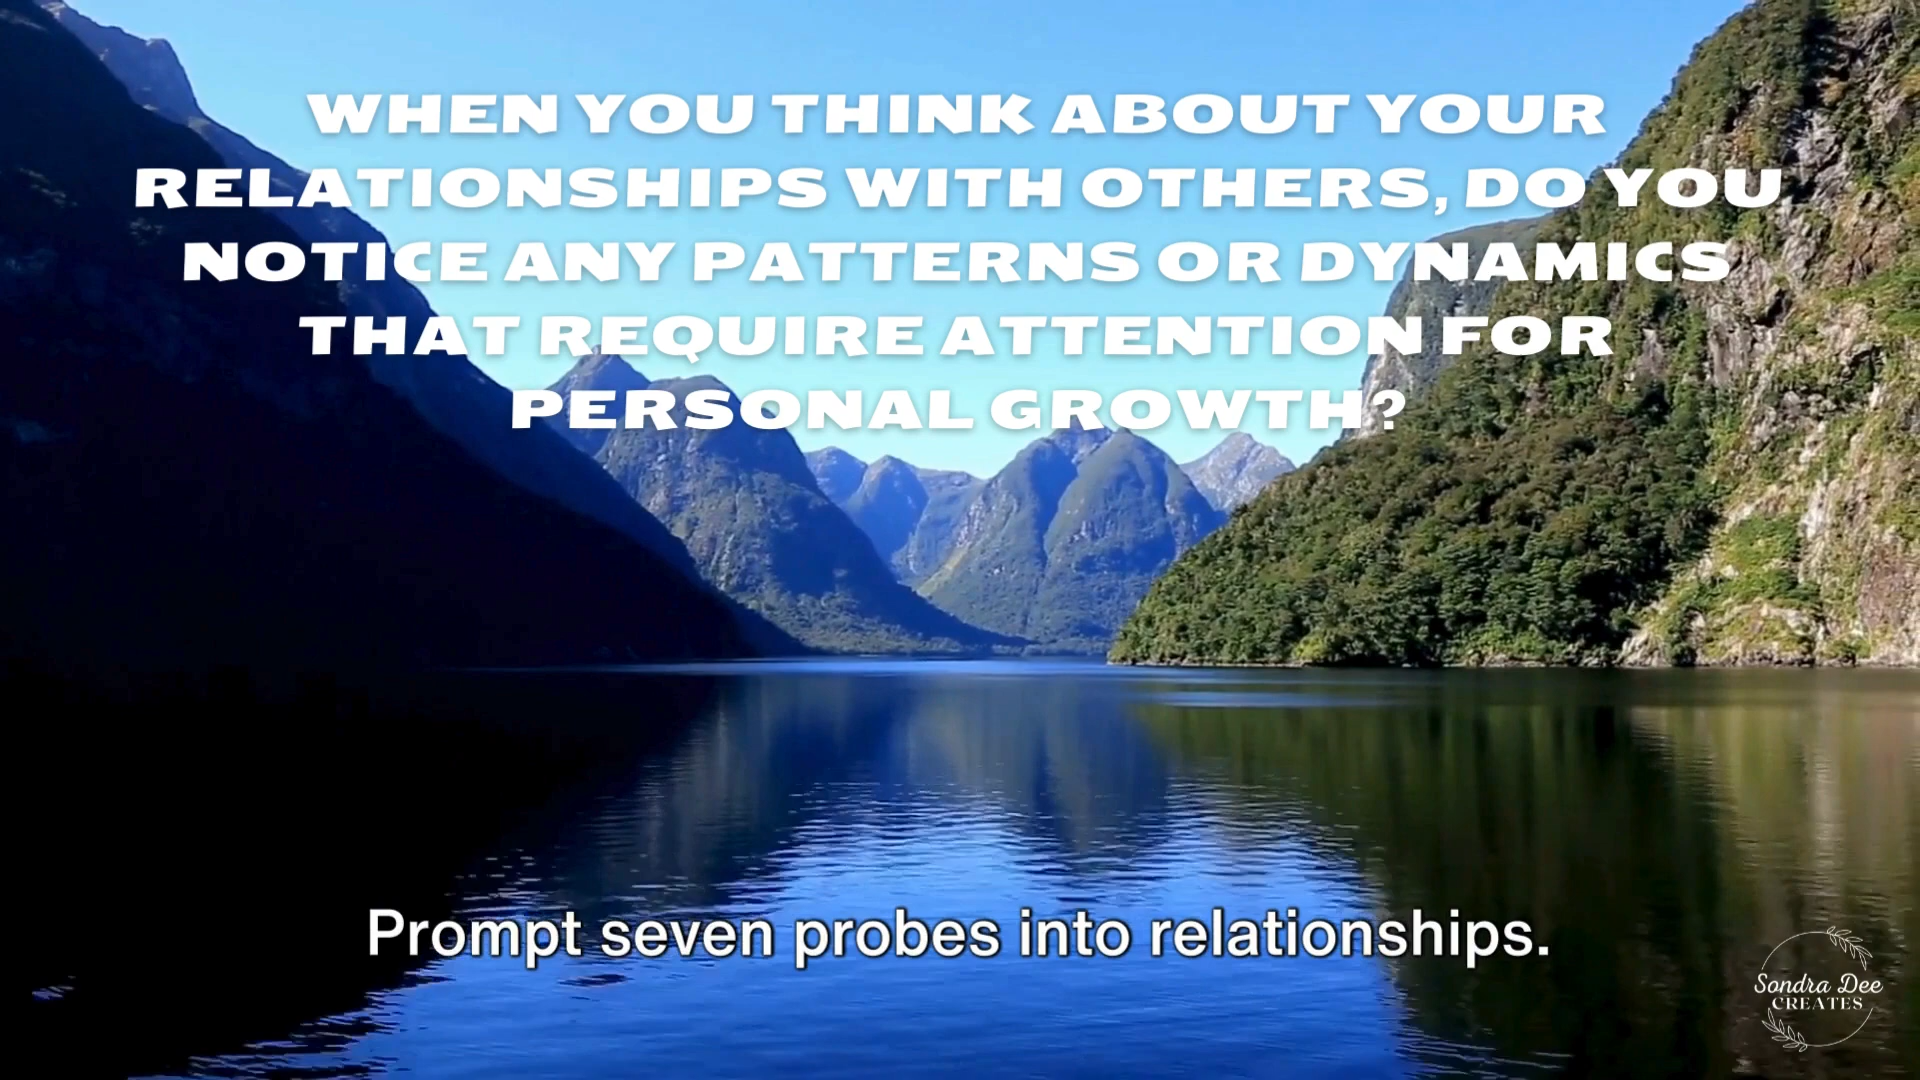 WHEN YOU THINK ABOUT YOUR
RELATIONSHIPS WITH OTHERS, DO YOU
NOTICE ANY PATTERNS OR DYNAMICS
THAT REQUIRE ATTENTION FOR
PERSONAL GROWTH?
Prompt seven probes into relationships.
Sondra Dee
CREATES